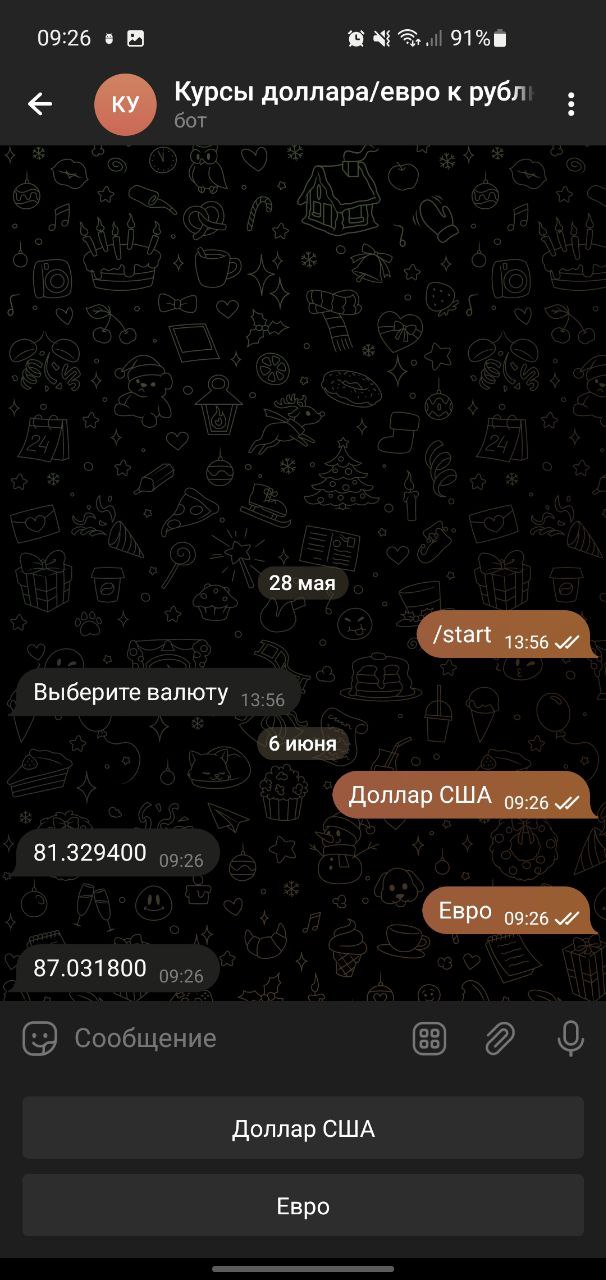 09:26 91%
КУ
Курсы доллара/евро к рубл
бот
28 мая
/start 13:56
Выберите валюту 13:56
6 июня
Доллар США 09:26
81.329400 09:26
Евро 09:26
87.031800 09:26
Сообщение
Доллар США
Евро